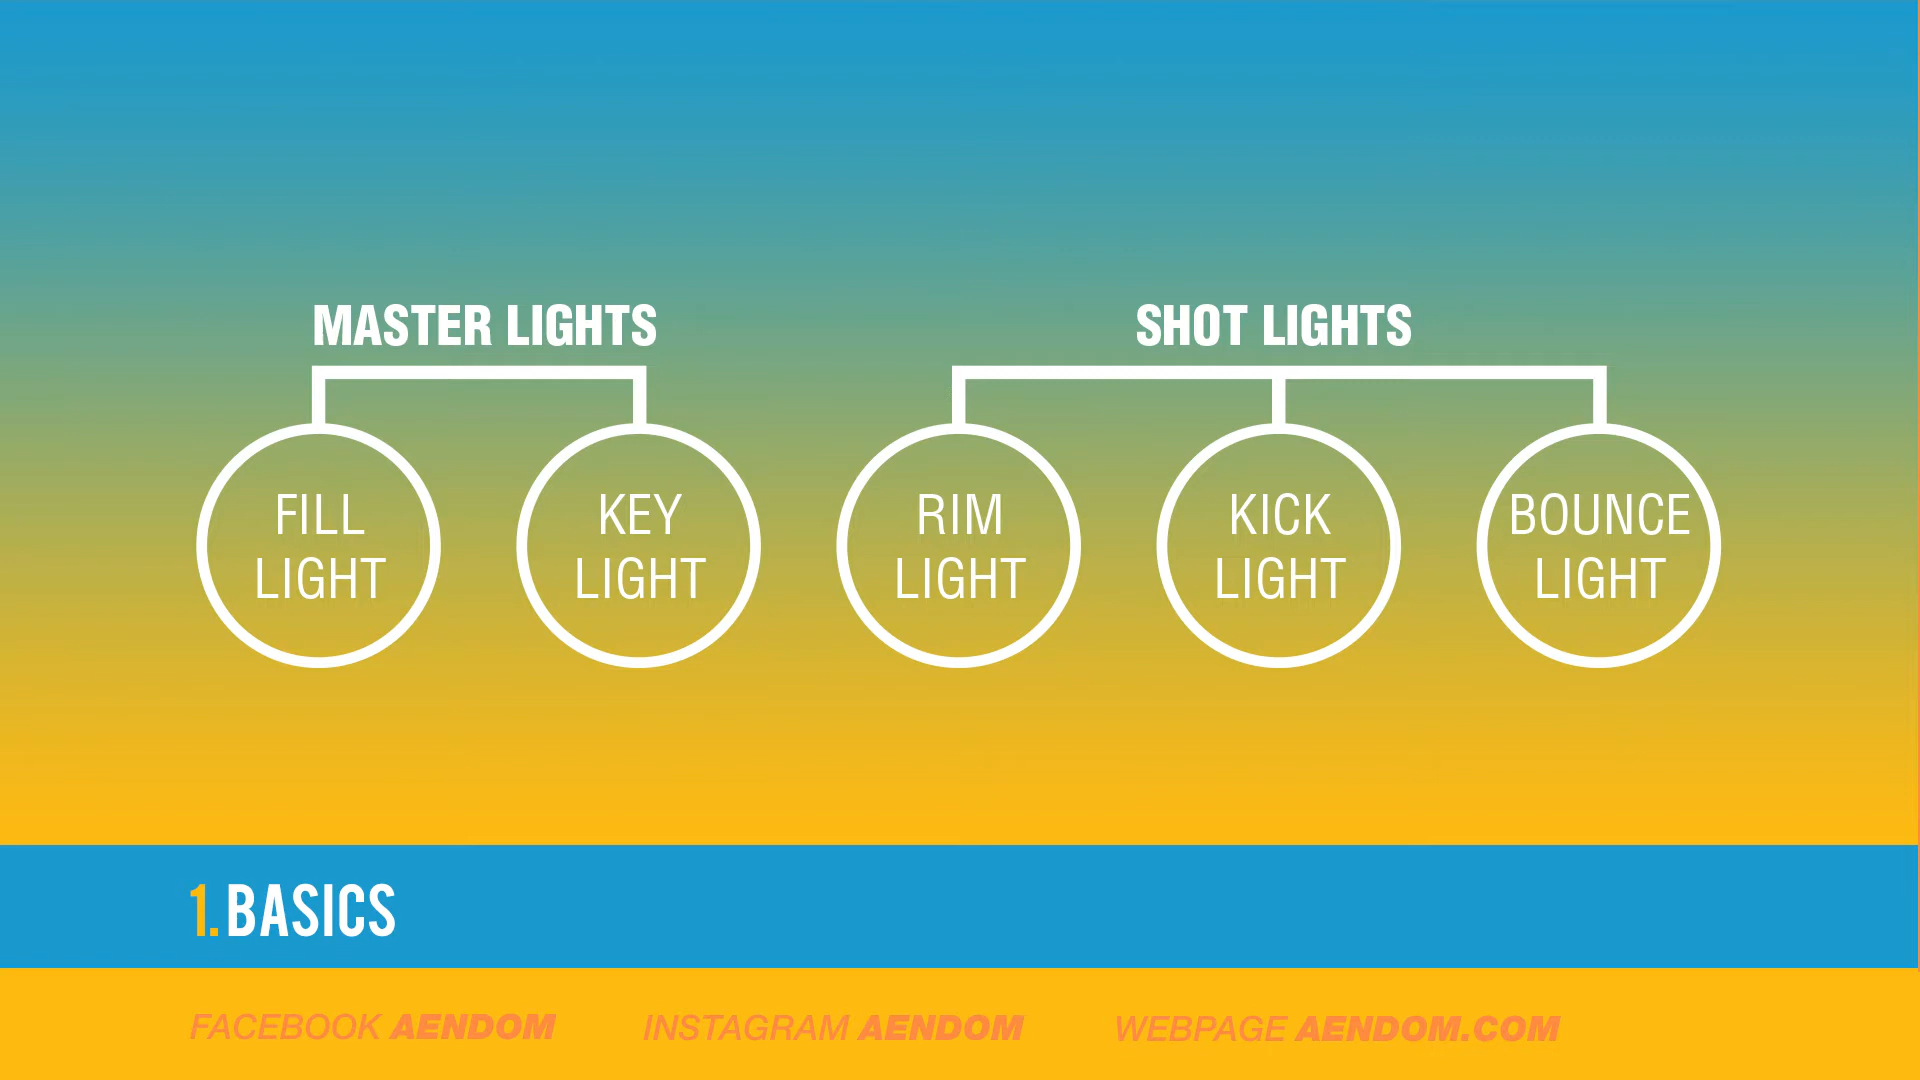 MASTER LIGHTS
SHOT LIGHTS
FILL
LIGHT
KEY
LIGHT
RIM
LIGHT
KICK
LIGHT
BOUNCE
LIGHT
1. BASICS
FACEBOOK AENDOM
INSTAGRAM AENDOM
WEBPAGE AENDOM.COM